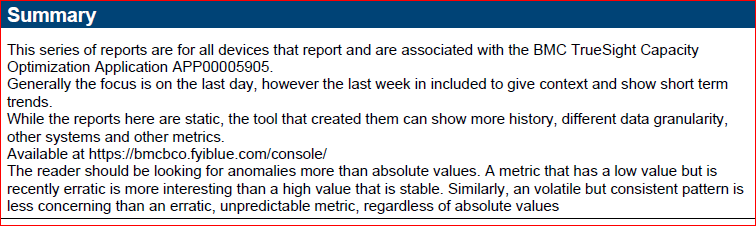 Summary
This series of reports are for all devices that report and are associated with the BMC TrueSight Capacity
Optimization Application APP00005905.
Generally the focus is on the last day, however the last week in included to give context and show short term
trends.
While the reports here are static, the tool that created them can show more history, different data granularity,
other systems and other metrics.
Available at https://bmcbco.fyiblue.com/console/
The reader should be looking for anomalies more than absolute values. A metric that has a low value but is
recently erratic is more interesting than a high value that is stable. Similarly, an volatile but consistent pattern is
less concerning than an erratic, unpredictable metric, regardless of absolute values